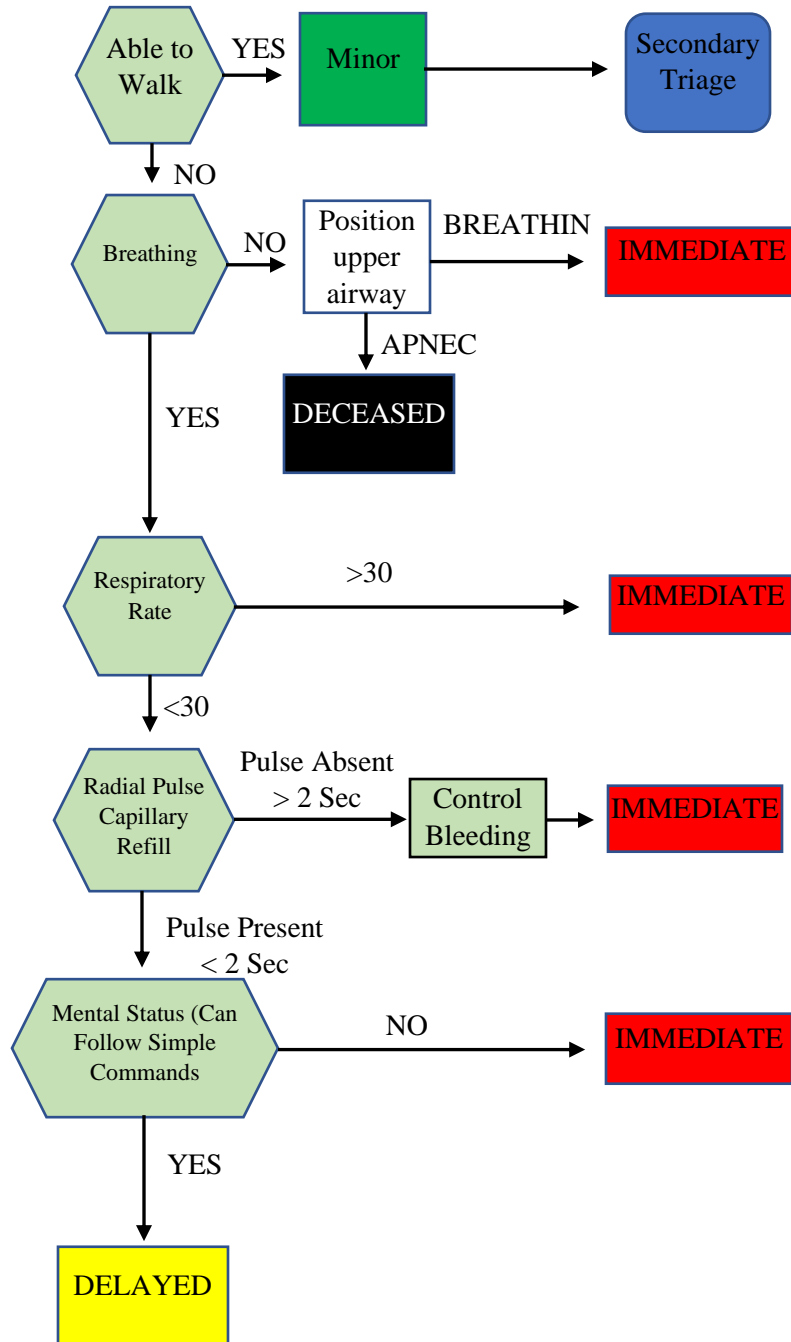 Able to
Walk
YES
Minor
Secondary
Triage
NO
Breathing
NO
Position
upper
airway
BREATHIN
IMMEDIATE
APNEC
DECEASED
YES
Respiratory
Rate
>30
IMMEDIATE
<30
Radial Pulse
Capillary
Refill
Pulse Absent
> 2 Sec
Control
Bleeding
IMMEDIATE
Pulse Present
< 2 Sec
Mental Status (Can
Follow Simple
Commands
NO
IMMEDIATE
YES
DELAYED